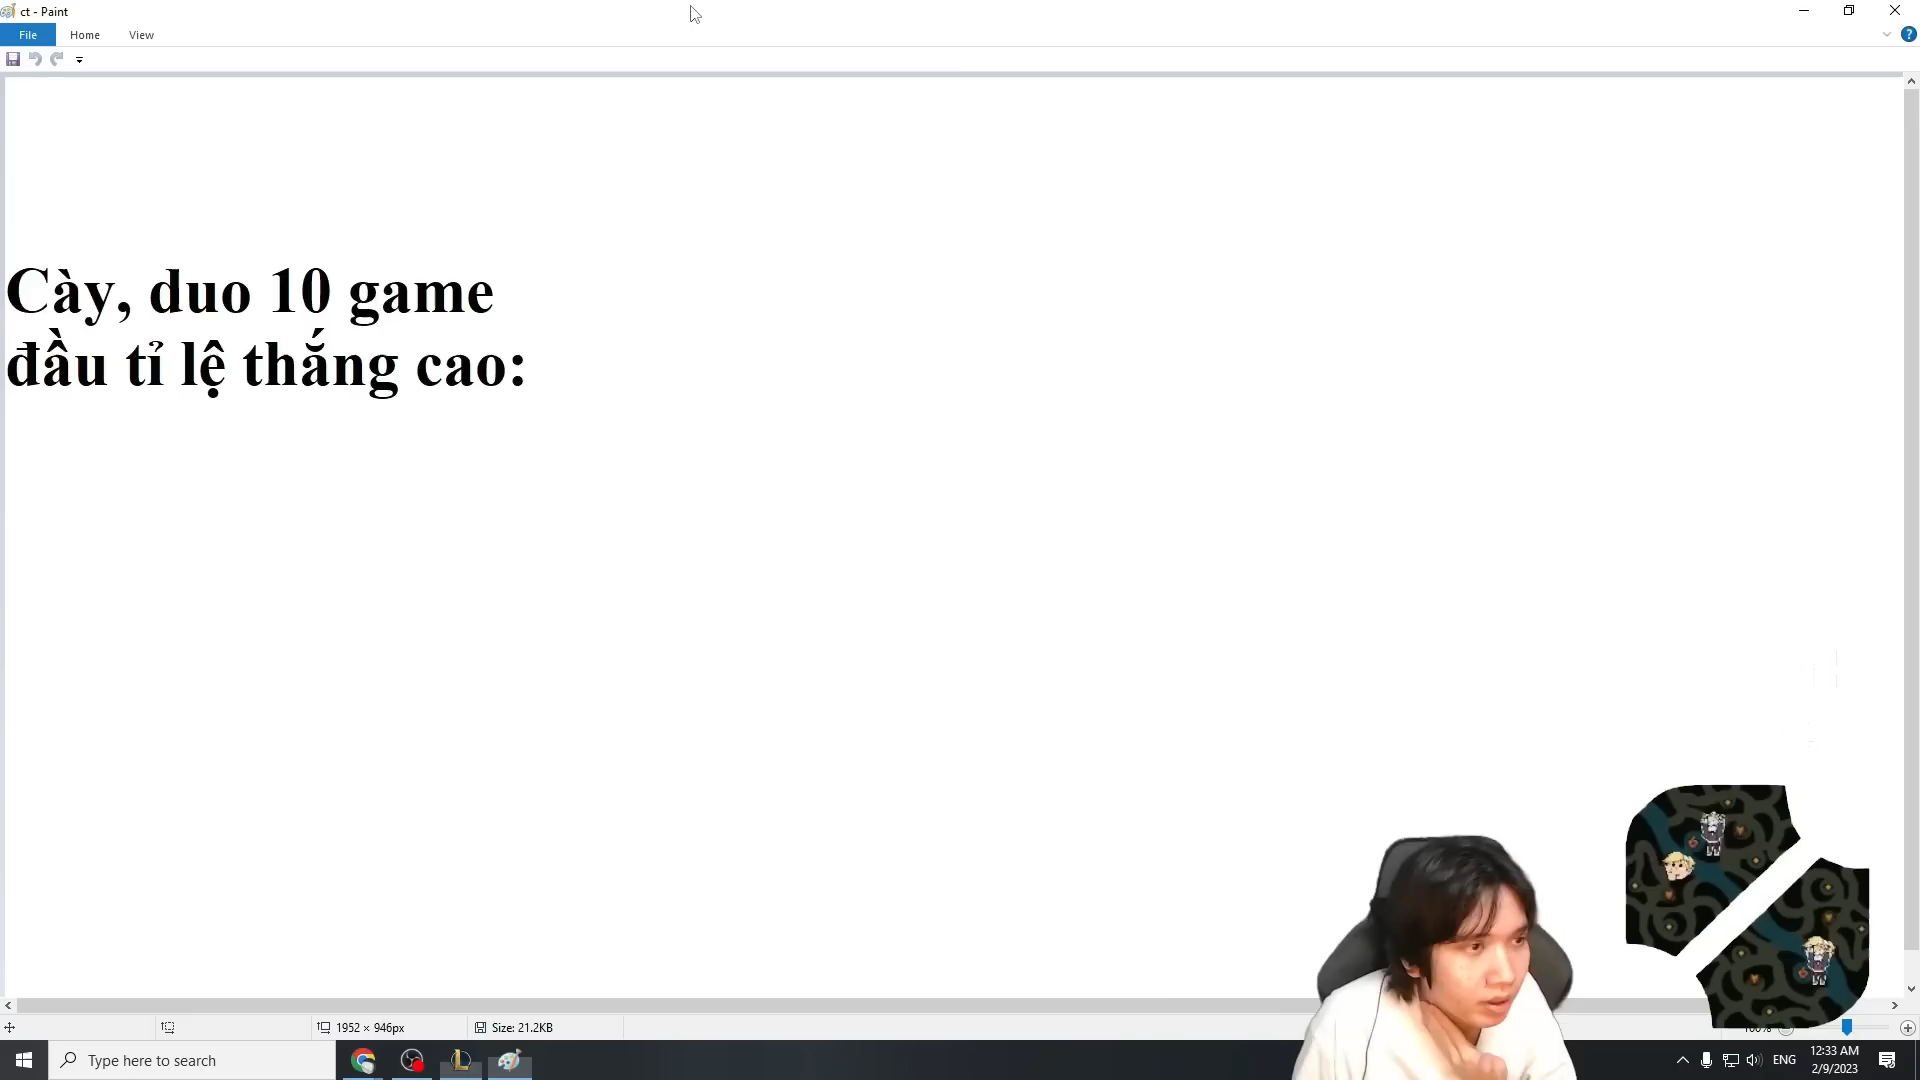 ct - Paint
File
Home
View
?
Cày, duo 10 game
đầu tỉ lệ thắng cao:
1952 × 946px
Size: 21.2KB
100%
Type here to search
ENG
12:33 AM
2/9/2023